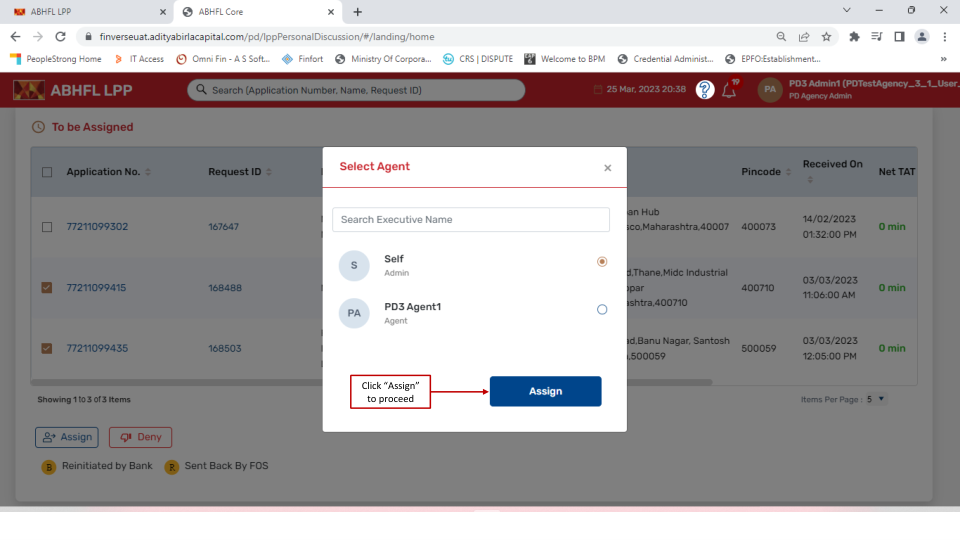 ABHFL LPP
ABHFL Core
finverseuat.adityabirlacapital.com/pd/lppPersonalDiscussion/#/landing/home
PeopleStrong Home IT Access Omni Fin - A S Soft... Finfort Ministry Of Corpora... CRS | DISPUTE Welcome to BPM Credential Administ... EPFO:Establishment...
ABHFL LPP
Search (Application Number, Name, Request ID)
25 Mar, 2023 20:38
19
PA
PD3 Admin1 (PDTestAgency_3_1_User_
PD Agency Admin
To be Assigned
Application No. Request ID Pincode Received On Net TAT
77211099302 167647 400073 14/02/2023 01:32:00 PM 0 min
an Hub
sco,Maharashtra,40007
77211099415 168488 400710 03/03/2023 11:06:00 AM 0 min
d,Thane,Midc Industrial
opar
ashtra,400710
77211099435 168503 500059 03/03/2023 12:05:00 PM 0 min
ad,Banu Nagar, Santosh
,500059
Select Agent
×
Search Executive Name
S
Self
Admin
PA
PD3 Agent1
Agent
Click “Assign”
to proceed
Assign
Showing 1 to 3 of 3 Items
Items Per Page : 5
Assign
Deny
B Reinitiated by Bank
R Sent Back By FOS